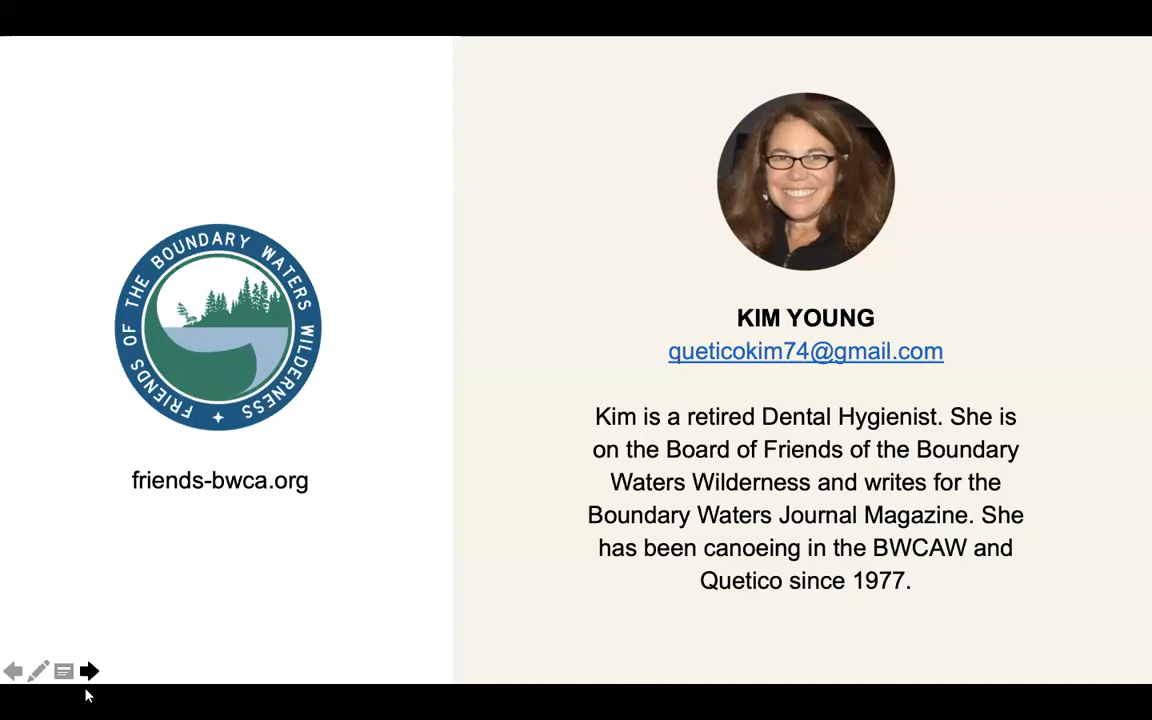 FRIENDS OF THE BOUNDARY WATERS WILDERNESS
friends-bwca.org
KIM YOUNG
queticokim74@gmail.com
Kim is a retired Dental Hygienist. She is
on the Board of Friends of the Boundary
Waters Wilderness and writes for the
Boundary Waters Journal Magazine. She
has been canoeing in the BWCAW and
Quetico since 1977.